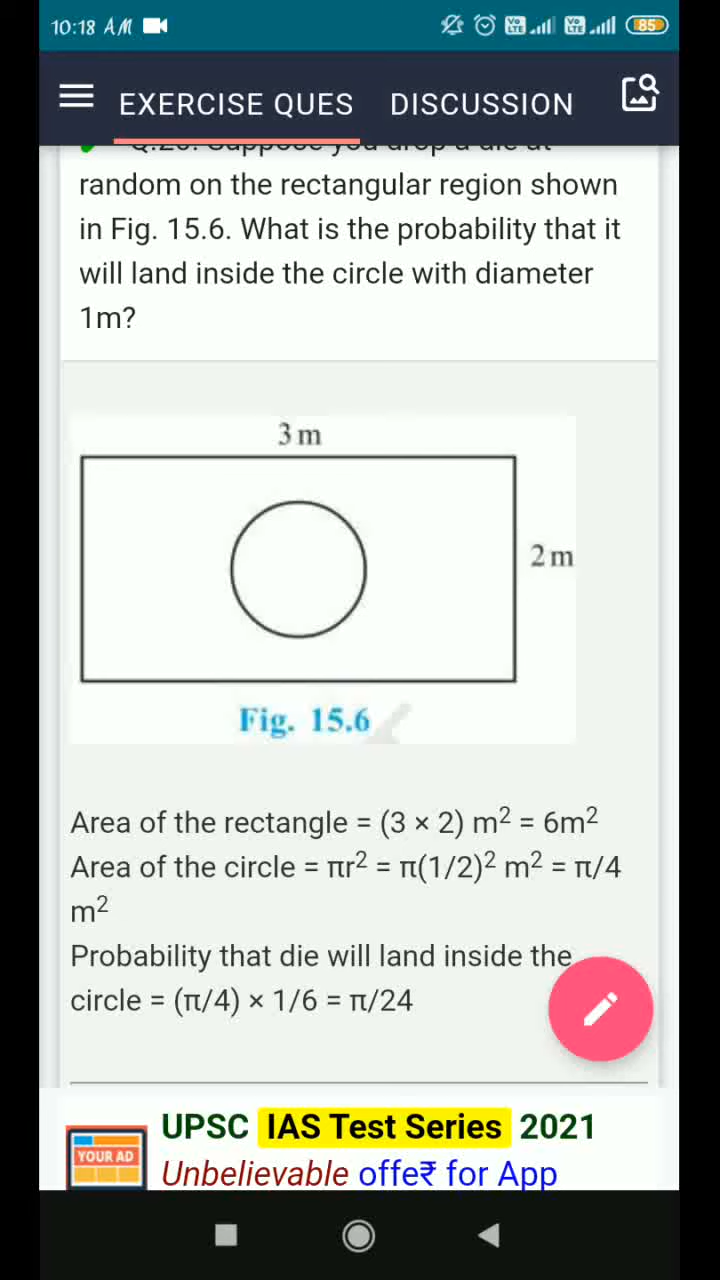 10:18 AM
85
EXERCISE QUES DISCUSSION
random on the rectangular region shown
in Fig. 15.6. What is the probability that it
will land inside the circle with diameter
1m?
3 m
2 m
Fig. 15.6
Area of the rectangle = (3 × 2) m² = 6m²
Area of the circle = πr² = π(1/2)² m² = π/4
m²
Probability that die will land inside the
circle = (π/4) × 1/6 = π/24
UPSC IAS Test Series 2021
YOUR AD
Unbelievable offe₹ for App